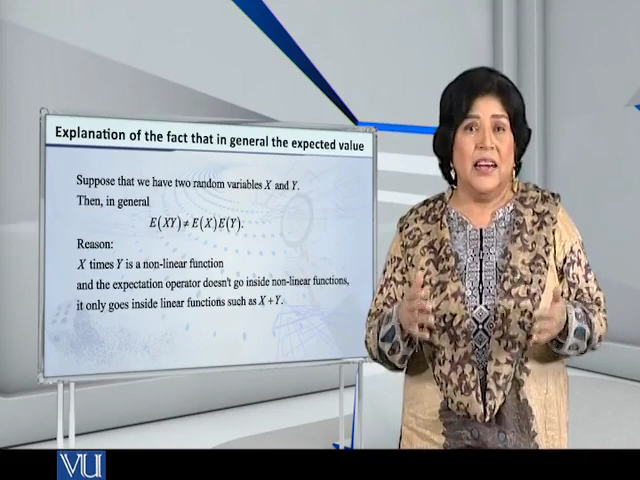 Explanation of the fact that in general the expected value
Suppose that we have two random variables X and Y.
Then, in general
E(XY)≠E(X)E(Y).
Reason:
X times Y is a non-linear function
and the expectation operator doesn't go inside non-linear functions,
it only goes inside linear functions such as X+Y.
VU